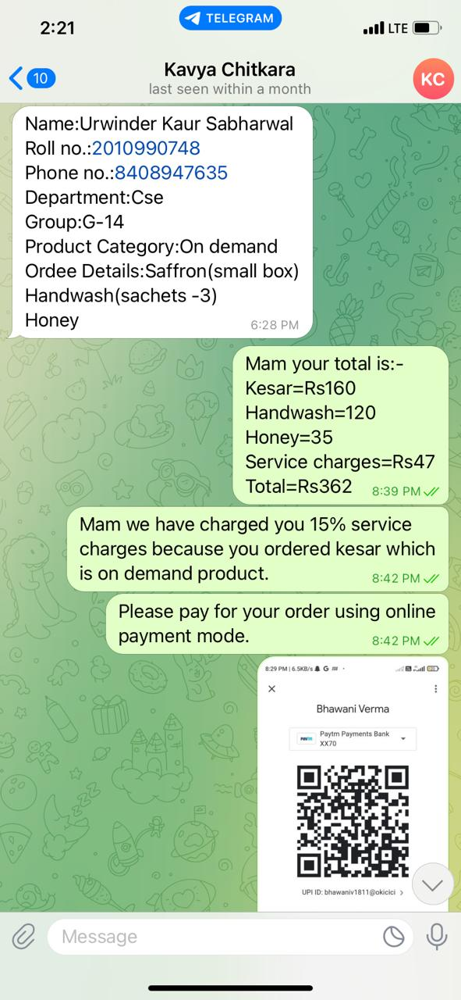 2:21
TELEGRAM
LTE
10
Kavya Chitkara
last seen within a month
KC
Name:Urwinder Kaur Sabharwal
Roll no.:2010990748
Phone no.:8408947635
Department:Cse
Group:G-14
Product Category:On demand
Ordee Details:Saffron(small box)
Handwash(sachets -3)
Honey
6:28 PM
Mam your total is:-
Kesar=Rs160
Handwash=120
Honey=35
Service charges=Rs47
Total=Rs362
8:39 PM
Mam we have charged you 15% service
charges because you ordered kesar which
is on demand product.
8:42 PM
Please pay for your order using online
payment mode.
8:42 PM
8:29 PM | 6.5KB/s
Bhawani Verma
Paytm Payments Bank
XX70
UPI ID: bhawaniv1811@okicici
Message